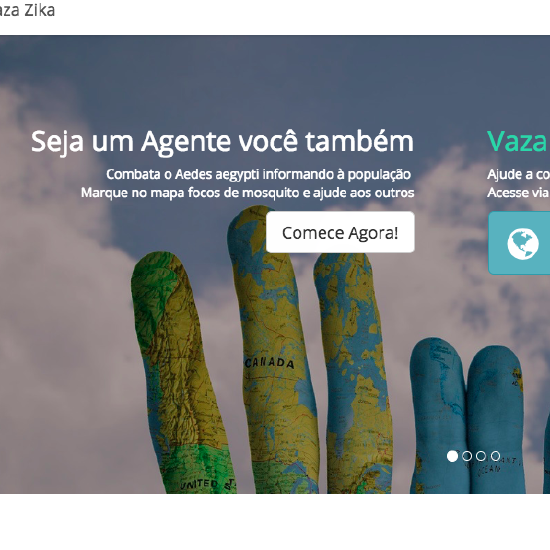 aza Zika
Seja um Agente você também
Combata o Aedes aegypti informando à população
Marque no mapa focos de mosquito e ajude aos outros
Comece Agora!
Vaza
Ajude a co
Acesse via
CANADA
UNITED S